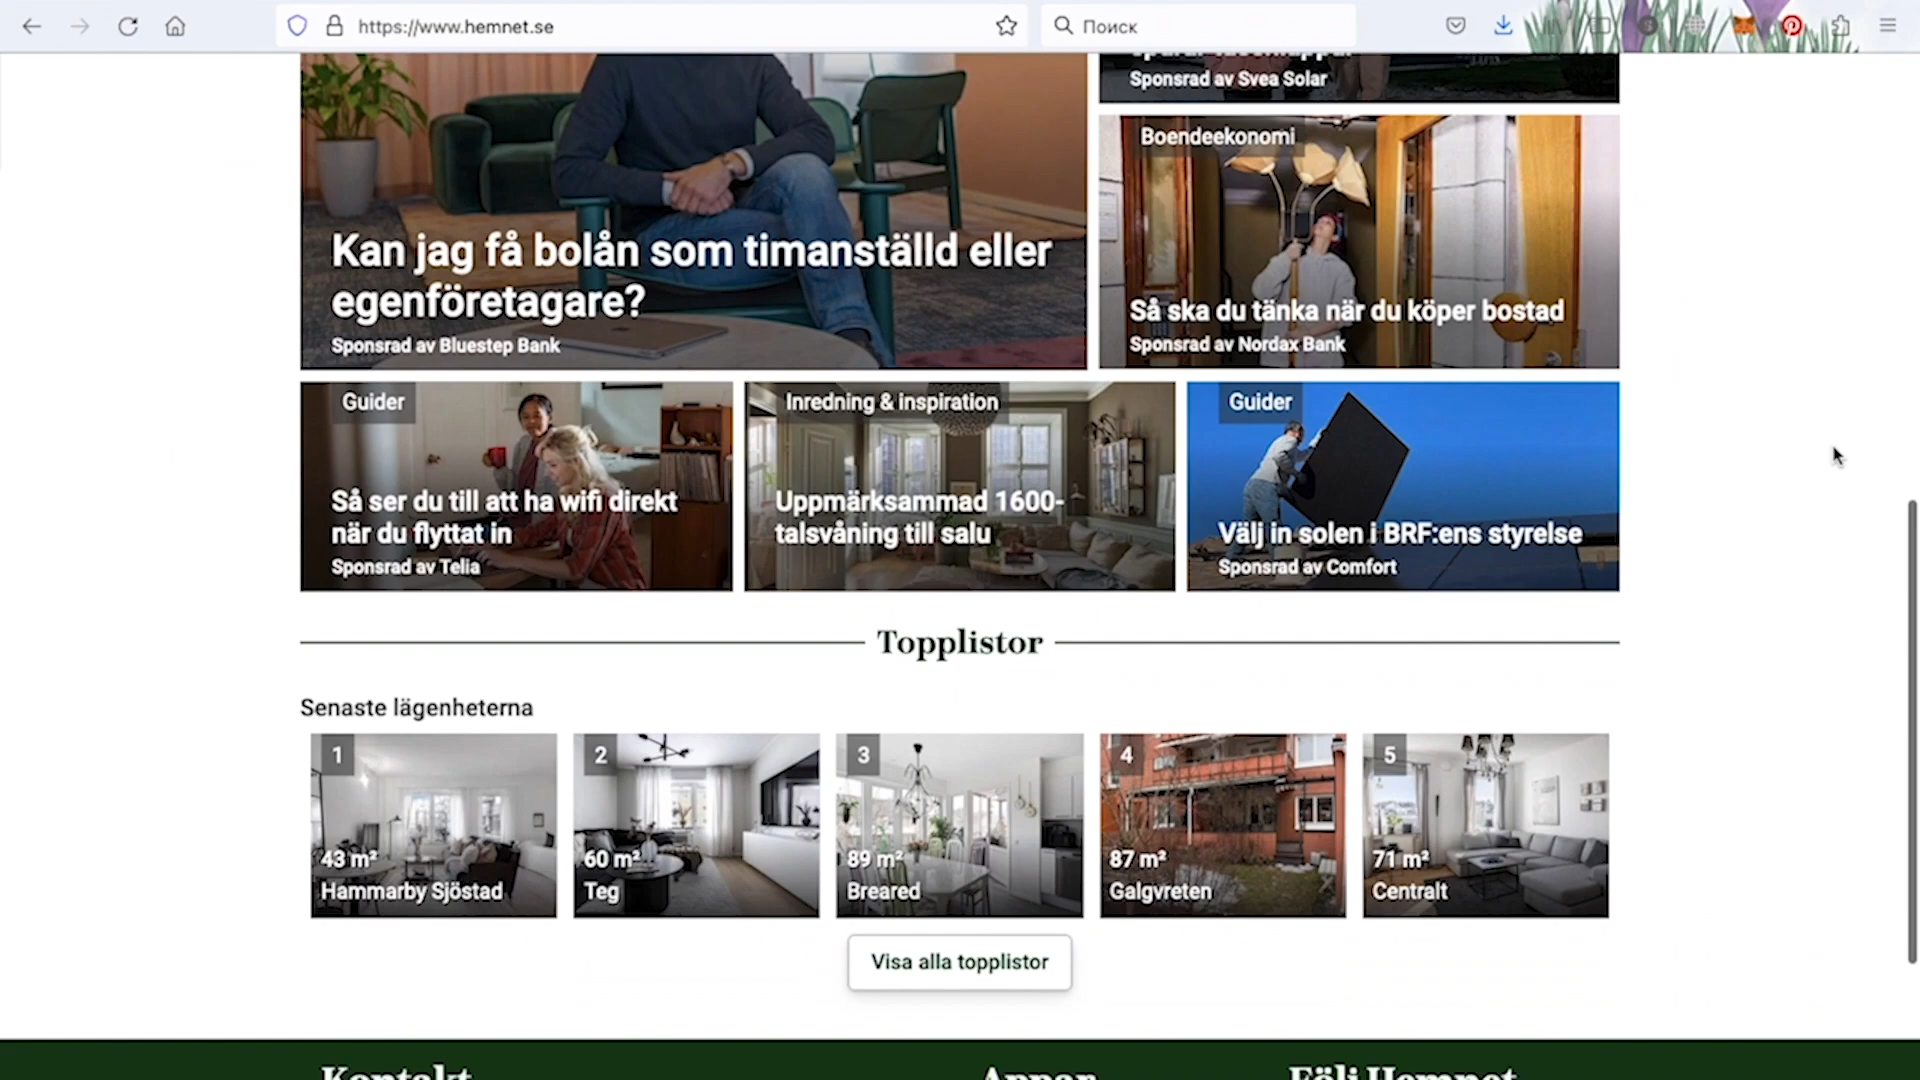 https://www.hemnet.se
Поиск
Sponsrad av Svea Solar
Boendeekonomi
Kan jag få bolån som timanställd eller
egenföretagare?
Sponsrad av Bluestep Bank
Så ska du tänka när du köper bostad
Sponsrad av Nordax Bank
Guider
Så ser du till att ha wifi direkt
när du flyttat in
Sponsrad av Telia
Inredning & inspiration
Uppmärksammad 1600-
talsvåning till salu
Guider
Välj in solen i BRF:ens styrelse
Sponsrad av Comfort
Topplistor
Senaste lägenheterna
1
43 m²
Hammarby Sjöstad
2
60 m²
Teg
3
89 m²
Breared
4
87 m²
Galgvreten
5
71 m²
Centralt
Visa alla topplistor
Kontakt
Appar
Följ Hemnet